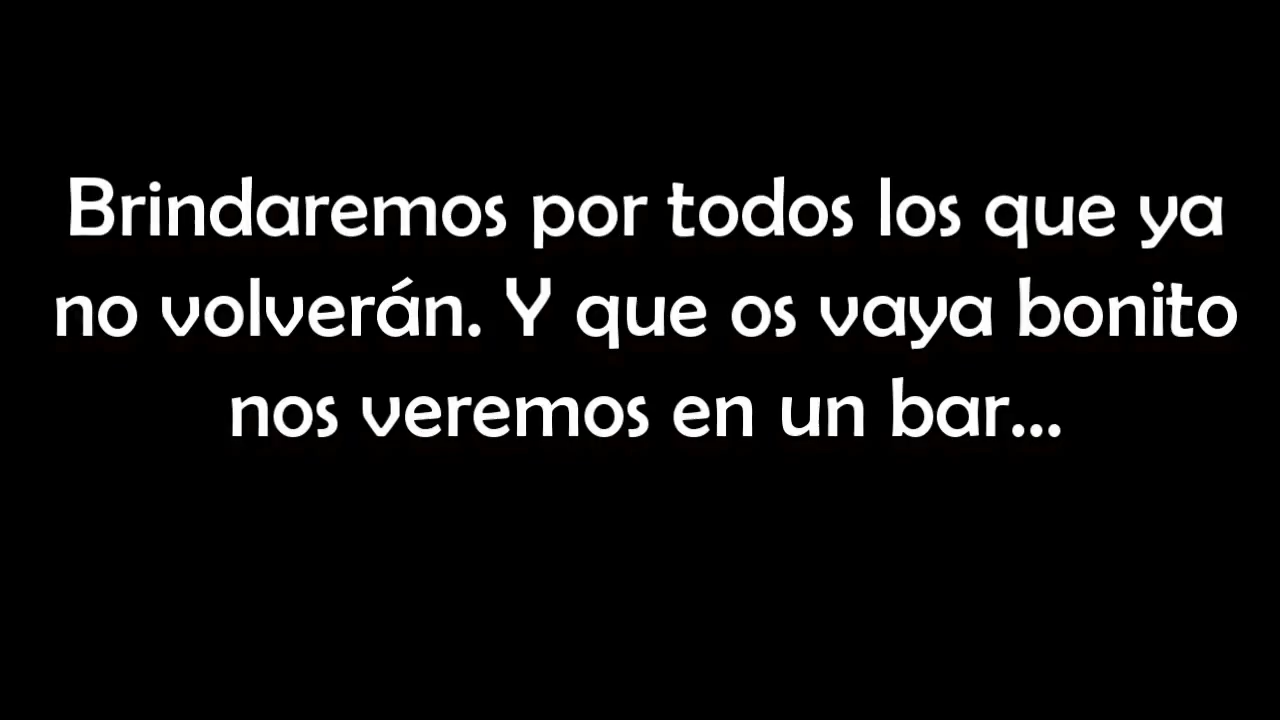 Brindaremos por todos los que ya
no volverán. Y que os vaya bonito
nos veremos en un bar...